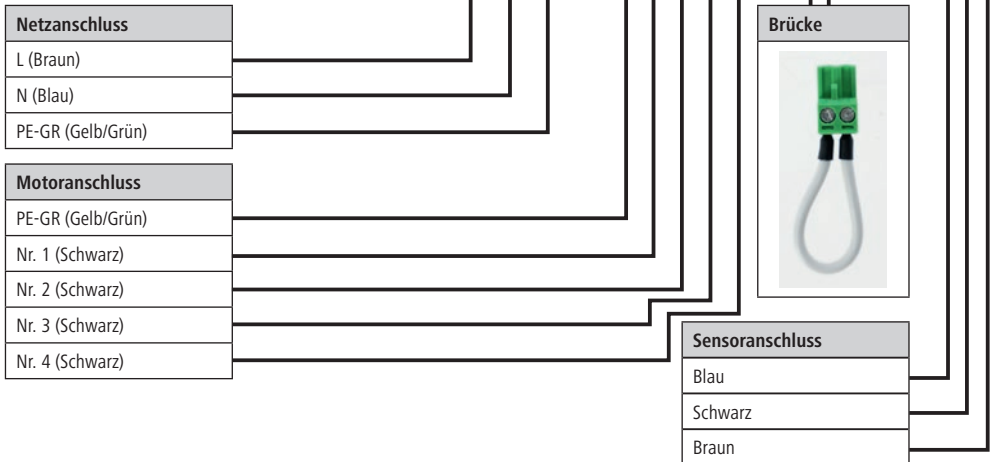 Netzanschluss
L (Braun)
N (Blau)
PE-GR (Gelb/Grün)
Motoranschluss
PE-GR (Gelb/Grün)
Nr. 1 (Schwarz)
Nr. 2 (Schwarz)
Nr. 3 (Schwarz)
Nr. 4 (Schwarz)
Brücke
Sensoranschluss
Blau
Schwarz
Braun